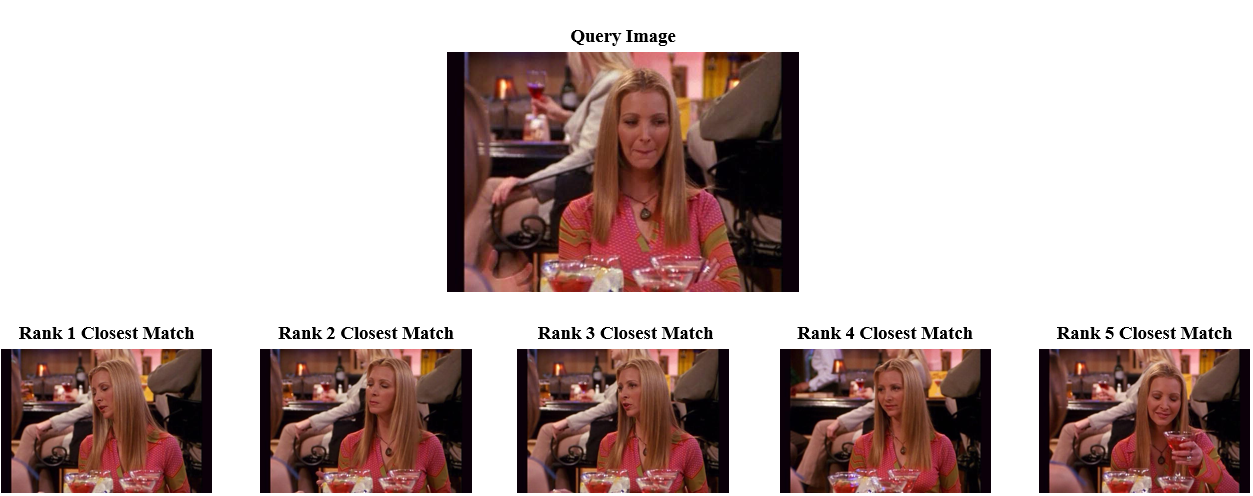 Query Image
Rank 1 Closest Match
Rank 2 Closest Match
Rank 3 Closest Match
Rank 4 Closest Match
Rank 5 Closest Match